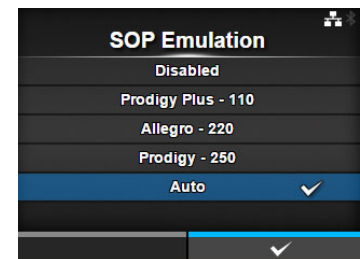 SOP Emulation
Disabled
Prodigy Plus - 110
Allegro - 220
Prodigy - 250
Auto